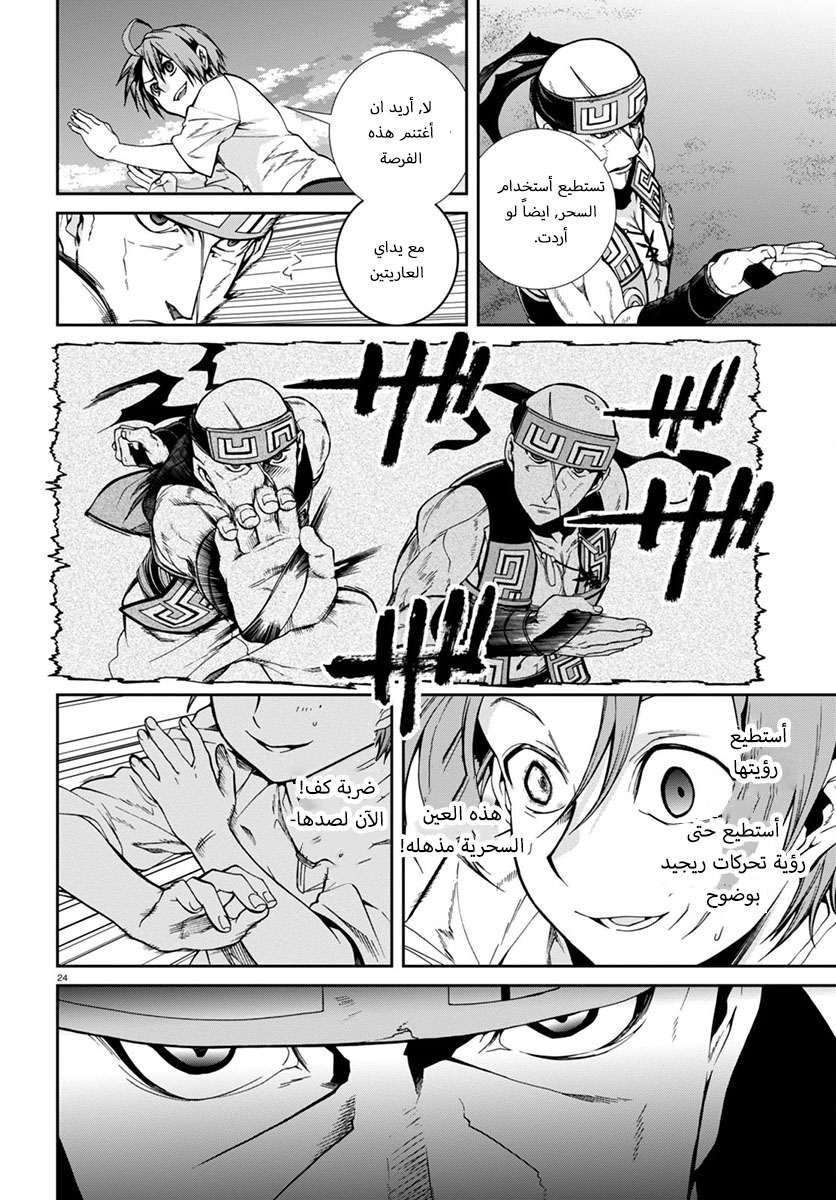 تستطيع أستخدام
السحر, ايضاً لو
أردت.
لا, أريد ان
أغتنم هذه
الفرصة
مع يداي
العاريتين
أستطيع
رؤيتها
أستطيع حتى
رؤية تحركات ريجيد
بوضوح
هذه العين
السحرية مذهله!
ضربة كف!
الآن لصدها-
24